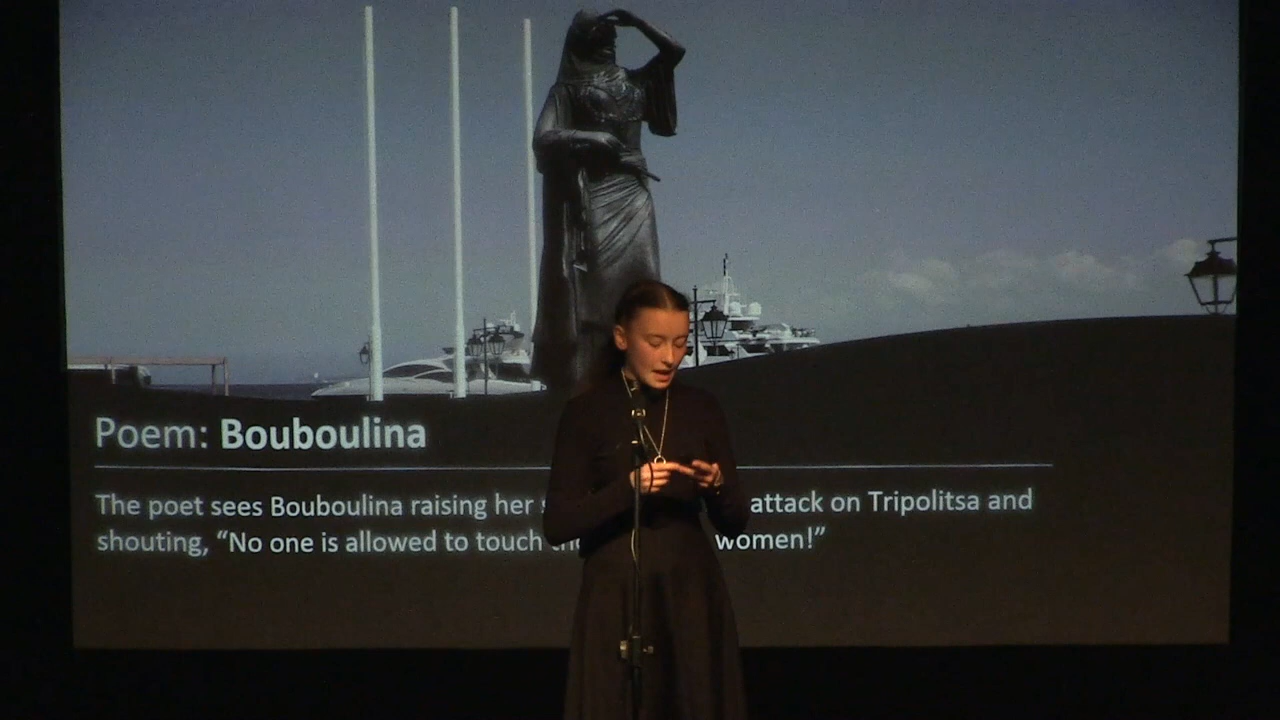 Poem: Bouboulina
The poet sees Bouboulina raising her attack on Tripolitsa and
shouting, “No one is allowed to touch women!”